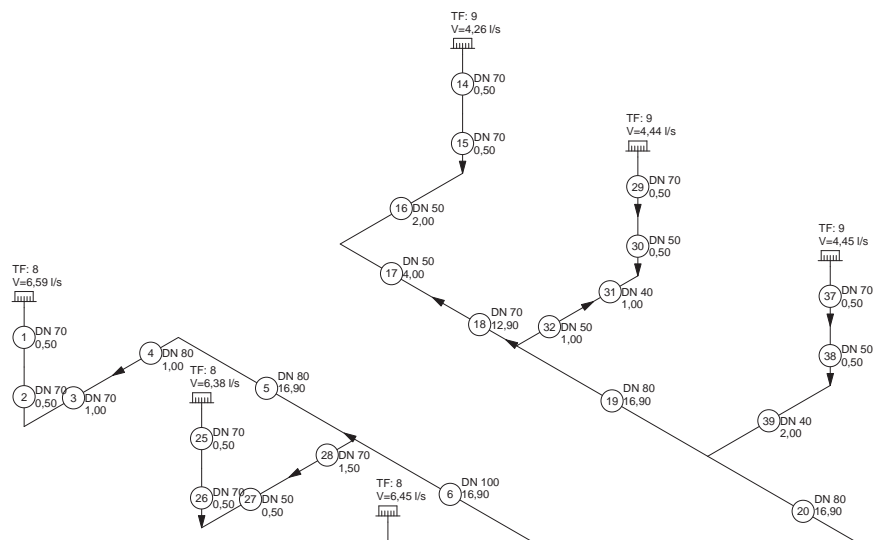 TF: 9
V=4,26 l/s
14
DN 70
0,50
15
DN 70
0,50
16
DN 50
2,00
17
DN 50
4,00
18
DN 70
12,90
TF: 9
V=4,44 l/s
29
DN 70
0,50
30
DN 50
0,50
31
DN 40
1,00
32
DN 50
1,00
19
DN 80
16,90
TF: 9
V=4,45 l/s
37
DN 70
0,50
38
DN 50
0,50
39
DN 40
2,00
20
DN 80
16,90
TF: 8
V=6,59 l/s
1
DN 70
0,50
2
DN 70
0,50
3
DN 70
1,00
4
DN 80
1,00
5
DN 80
16,90
TF: 8
V=6,38 l/s
25
DN 70
0,50
26
DN 70
0,50
27
DN 50
0,50
28
DN 70
1,50
6
DN 100
16,90
TF: 8
V=6,45 l/s